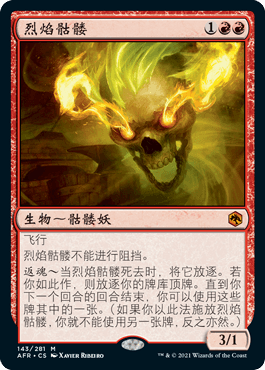 烈焰骷髅 1
生物～骷髅妖
飞行
烈焰骷髅不能进行阻挡。
返魂～当烈焰骷髅死去时，将它放逐。若
你如此作，则放逐你的牌库顶牌。直到你
下一个回合的回合结束，你可以使用这些
牌其中的一张。（如果你以此法施放烈焰
骷髅，你就不能使用另一张牌，反之亦然。）
3/1
143/281 M
AFR • CS XAVIER RIBEIRO
™ & © 2021 Wizards of the Coast